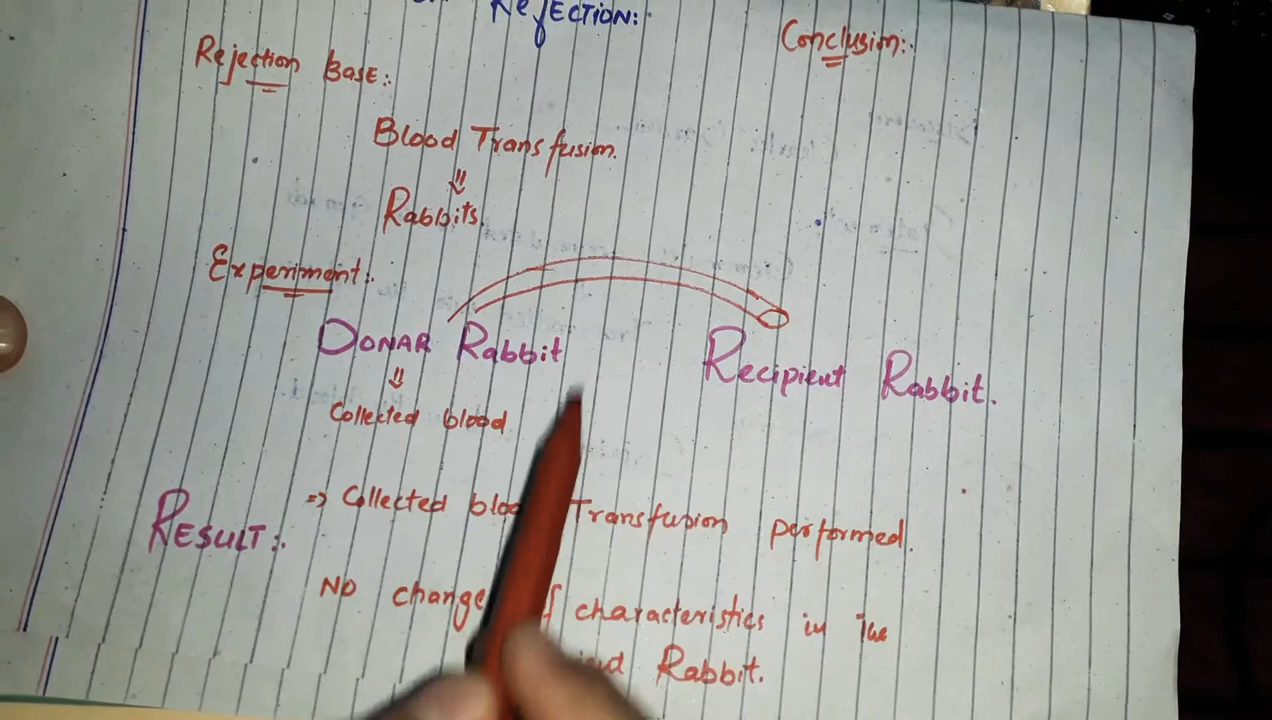 REJECTION:
Conclusion:
Rejection BASE:
Blood Transfusion.
⇓
Rabbits.
Experiment:
DONAR Rabbit
Recipient Rabbit.
⇓
Collected blood
RESULT:
⇒ Collected Transfusion performed.
NO change characteristics in the
Rabbit.